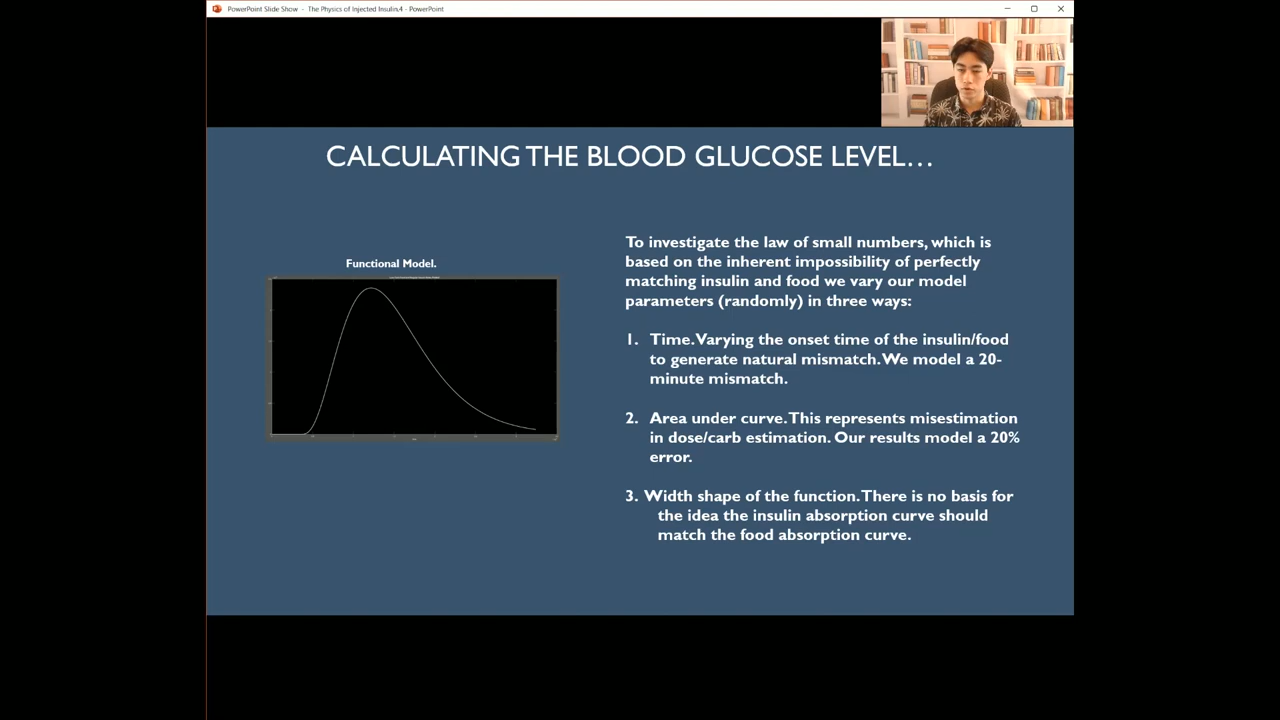 PowerPoint Slide Show - The Physics of Injected Insulin,4 - PowerPoint
CALCULATING THE BLOOD GLUCOSE LEVEL...
Functional Model.
To investigate the law of small numbers, which is
based on the inherent impossibility of perfectly
matching insulin and food we vary our model
parameters (randomly) in three ways:
1. Time. Varying the onset time of the insulin/food
to generate natural mismatch. We model a 20-
minute mismatch.
2. Area under curve. This represents misestimation
in dose/carb estimation. Our results model a 20%
error.
3. Width shape of the function. There is no basis for
the idea the insulin absorption curve should
match the food absorption curve.